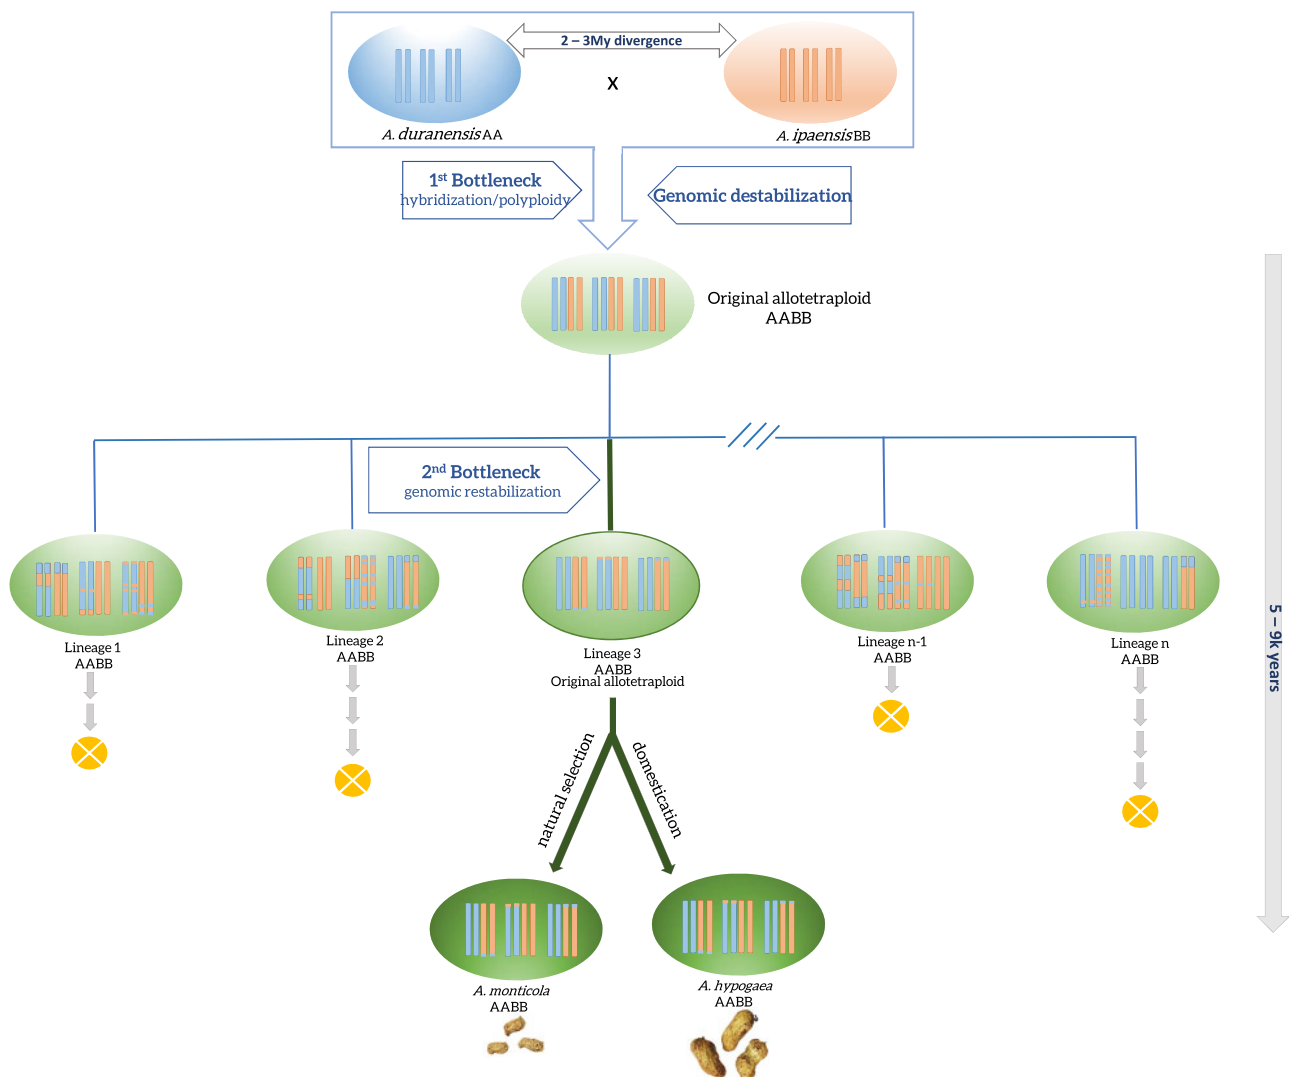 2 – 3My divergence
X
A. duranensis AA
A. ipaensis BB
1st Bottleneck
hybridization/polyploidy
Genomic destabilization
Original allotetraploid
AABB
2nd Bottleneck
genomic restabilization
Lineage 1
AABB
Lineage 2
AABB
Lineage 3
AABB
Original allotetraploid
Lineage n-1
AABB
Lineage n
AABB
5 – 9k years
natural selection
domestication
A. monticola
AABB
A. hypogaea
AABB